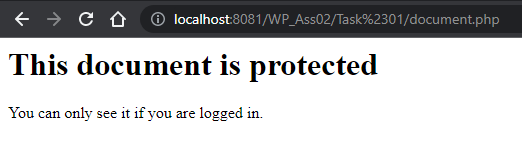 localhost:8081/WP_Ass02/Task%2301/document.php
This document is protected
You can only see it if you are logged in.